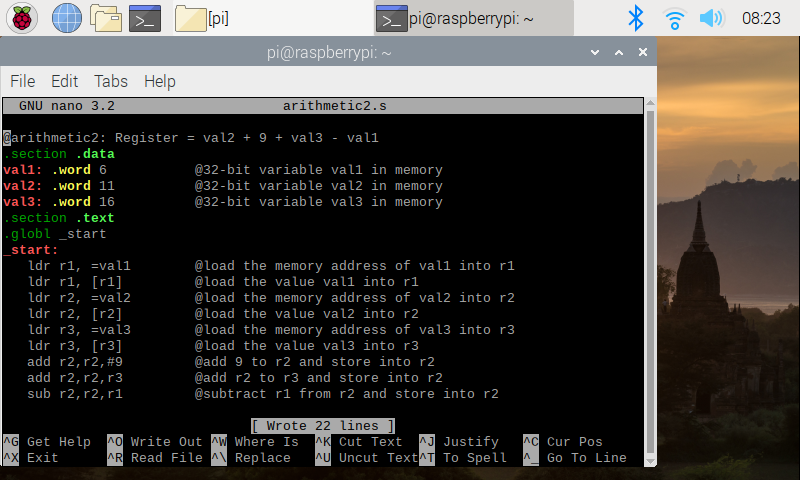 [pi]
pi@raspberrypi: ~
08:23
pi@raspberrypi: ~
File Edit Tabs Help
GNU nano 3.2 arithmetic2.s
@arithmetic2: Register = val2 + 9 + val3 - val1
.section .data
val1: .word 6 @32-bit variable val1 in memory
val2: .word 11 @32-bit variable val2 in memory
val3: .word 16 @32-bit variable val3 in memory
.section .text
.globl _start
_start:
ldr r1, =val1 @load the memory address of val1 into r1
ldr r1, [r1] @load the value val1 into r1
ldr r2, =val2 @load the memory address of val2 into r2
ldr r2, [r2] @load the value val2 into r2
ldr r3, =val3 @load the memory address of val3 into r3
ldr r3, [r3] @load the value val3 into r3
add r2,r2,#9 @add 9 to r2 and store into r2
add r2,r2,r3 @add r2 to r3 and store into r2
sub r2,r2,r1 @subtract r1 from r2 and store into r2
[ Wrote 22 lines ]
^G Get Help ^O Write Out ^W Where Is ^K Cut Text ^J Justify ^C Cur Pos
^X Exit ^R Read File ^\ Replace ^U Uncut Text ^T To Spell ^_ Go To Line